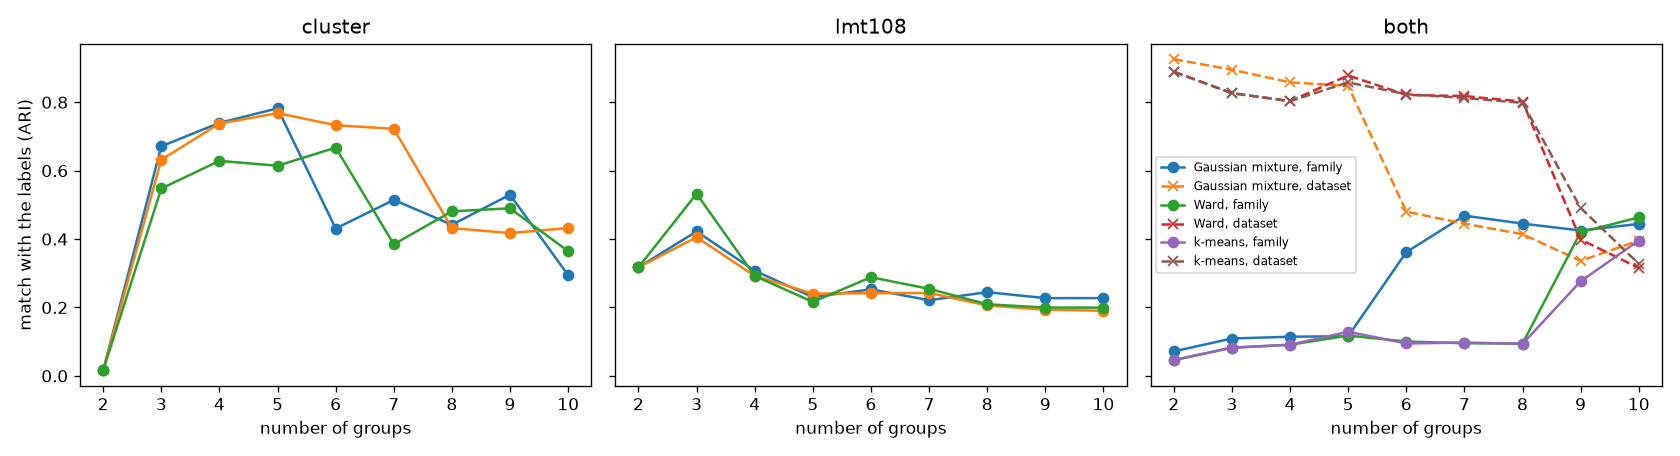 cluster
lmt108
both
match with the labels (ARI)
0.8
0.6
0.4
0.2
0.0
2 3 4 5 6 7 8 9 10
number of groups
2 3 4 5 6 7 8 9 10
number of groups
Gaussian mixture, family
Gaussian mixture, dataset
Ward, family
Ward, dataset
k-means, family
k-means, dataset
2 3 4 5 6 7 8 9 10
number of groups